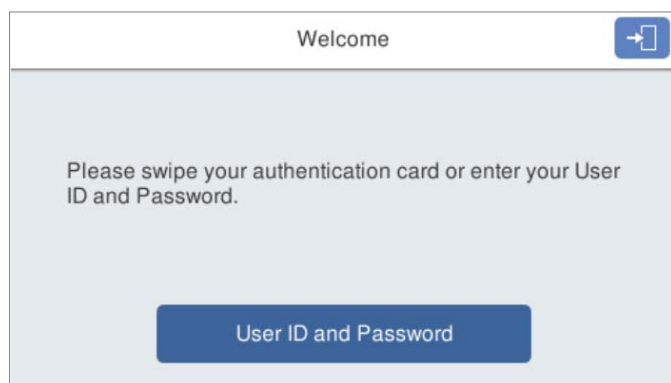 Welcome
Please swipe your authentication card or enter your User
ID and Password.
User ID and Password